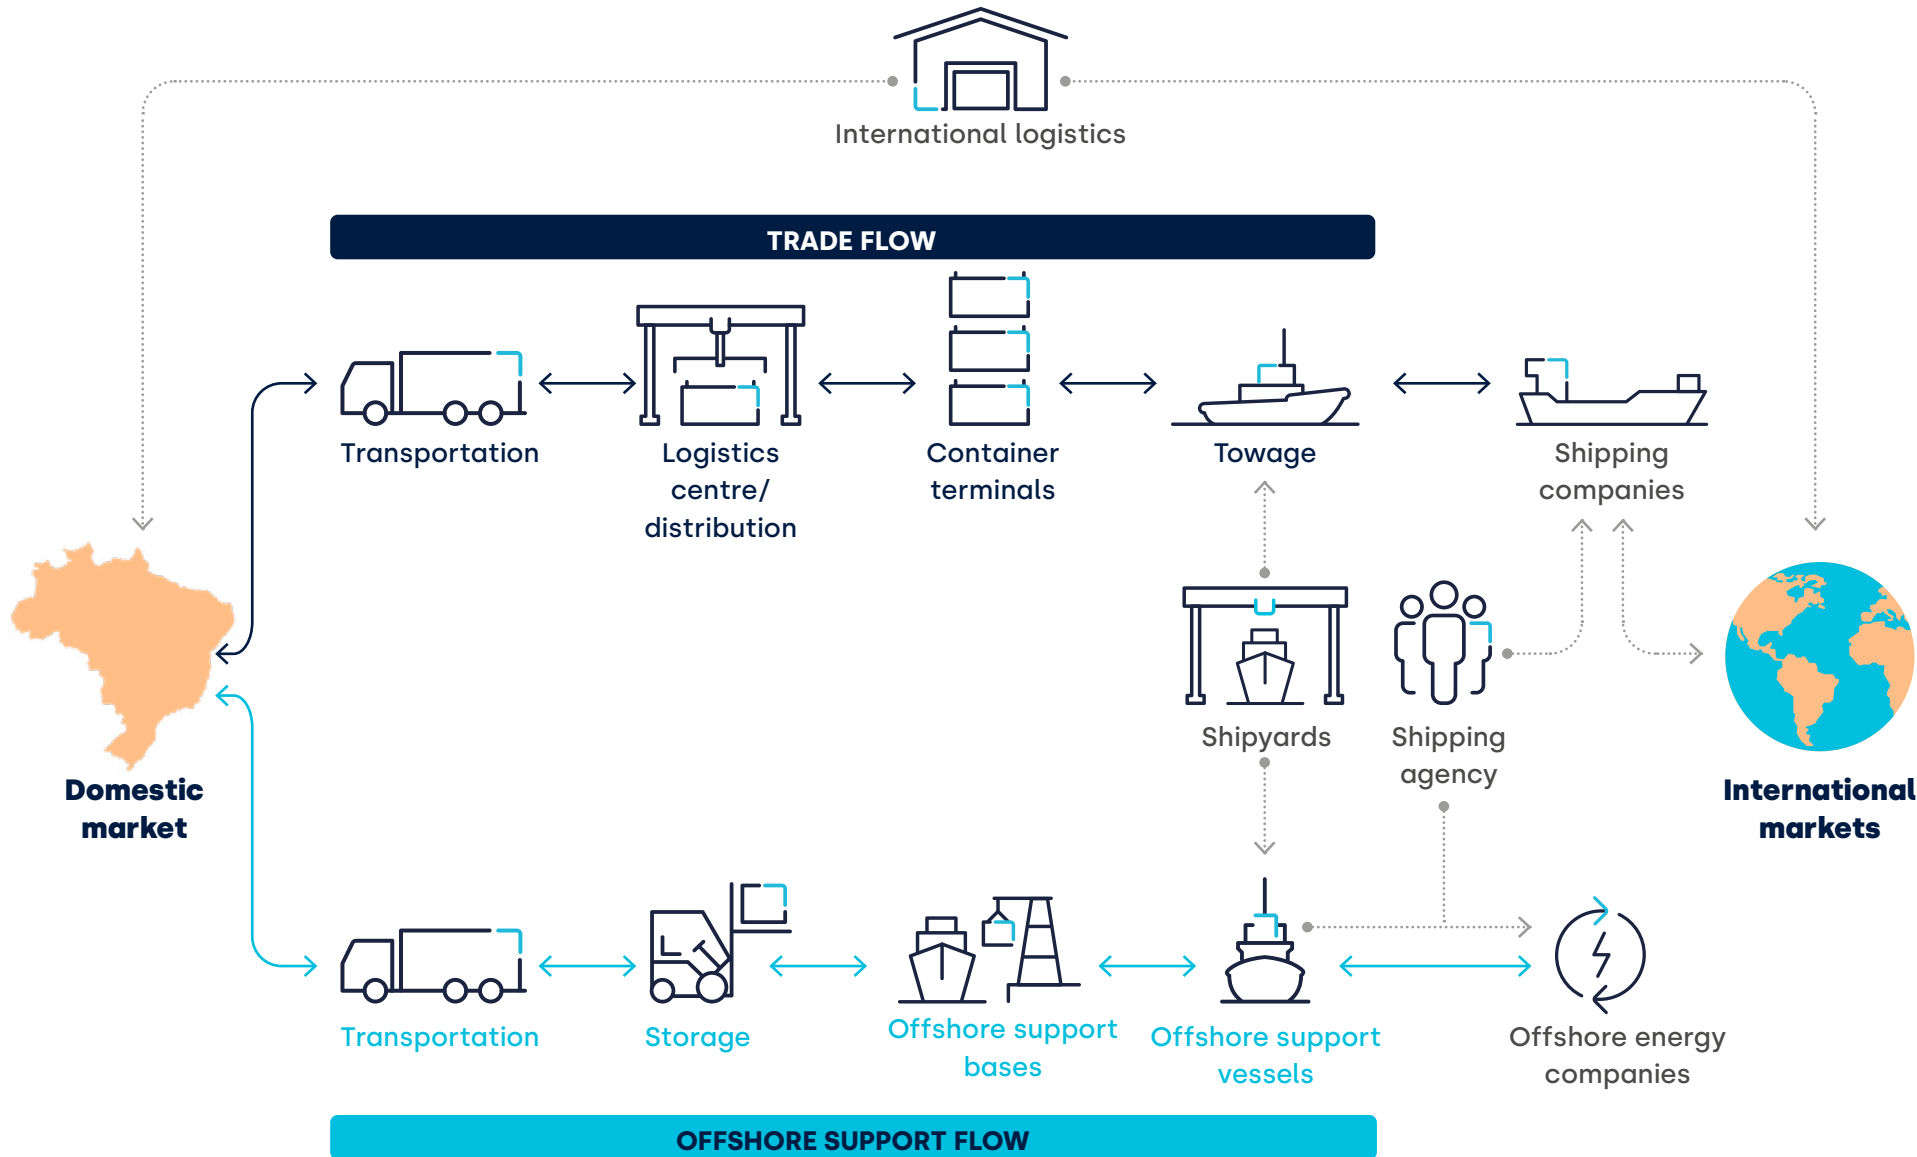 International logistics
TRADE FLOW
Transportation
Logistics
centre/
distribution
Container
terminals
Towage
Shipping
companies
Shipyards
Shipping
agency
Domestic
market
International
markets
Transportation
Storage
Offshore support
bases
Offshore support
vessels
Offshore energy
companies
OFFSHORE SUPPORT FLOW